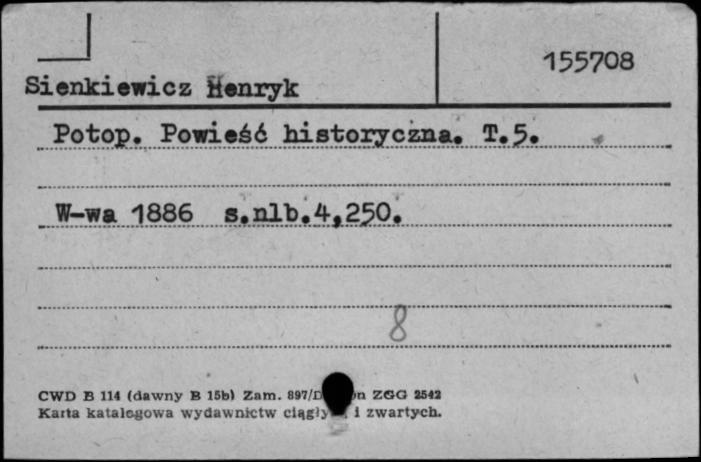 155708
Sienkiewicz Henryk
Potop. Powieść historyczna. T.5.
W-wa 1886 s.nlb.4,250.
8
CWD B 114 (dawny B 15b) Zam. 897/D ZGG 2542
Karta katalogowa wydawnictw i zwartych.